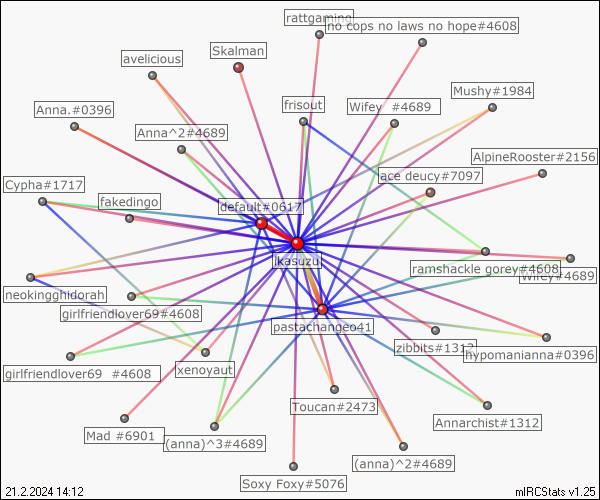 rattgaming
no cops no laws no hope#4608
Skalman
avelicious
Mushy#1984
frisout
Wifey  #4689
Anna.#0396
Anna^2#4689
AlpineRooster#2156
ace deucy#7097
Cypha#1717
fakedingo
default#0617
ikasuzu
ramshackle gorey#4608
Wifey#4689
neokingghidorah
girlfriendlover69#4608
pastachangeo41
zibbits#1312
hypomanianna#0396
girlfriendlover69  #4608
xenoyaut
Toucan#2473
Annarchist#1312
Mad #6901
(anna)^3#4689
(anna)^2#4689
Soxy Foxy#5076
21.2.2024 14:12
mIRCStats v1.25